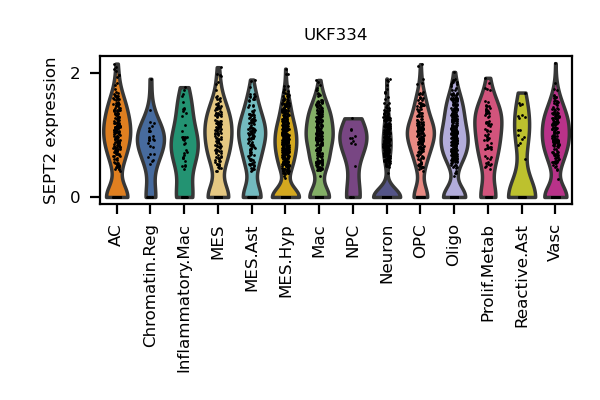 UKF334
SEPT2 expression
2
0
AC
Chromatin.Reg
Inflammatory.Mac
MES
MES.Ast
MES.Hyp
Mac
NPC
Neuron
OPC
Oligo
Prolif.Metab
Reactive.Ast
Vasc